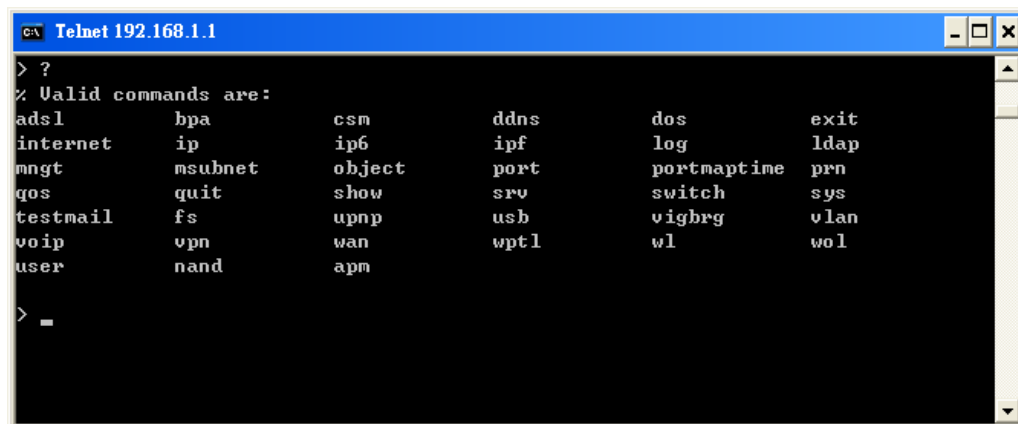 Telnet 192.168.1.1
> ?
% Valid commands are:
adsl bpa csm ddns dos exit
internet ip ip6 ipf log ldap
mngt msubnet object port portmaptime prn
qos quit show srv switch sys
testmail fs upnp usb vigbrg vlan
voip vpn wan wptl wl wol
user nand apm
>